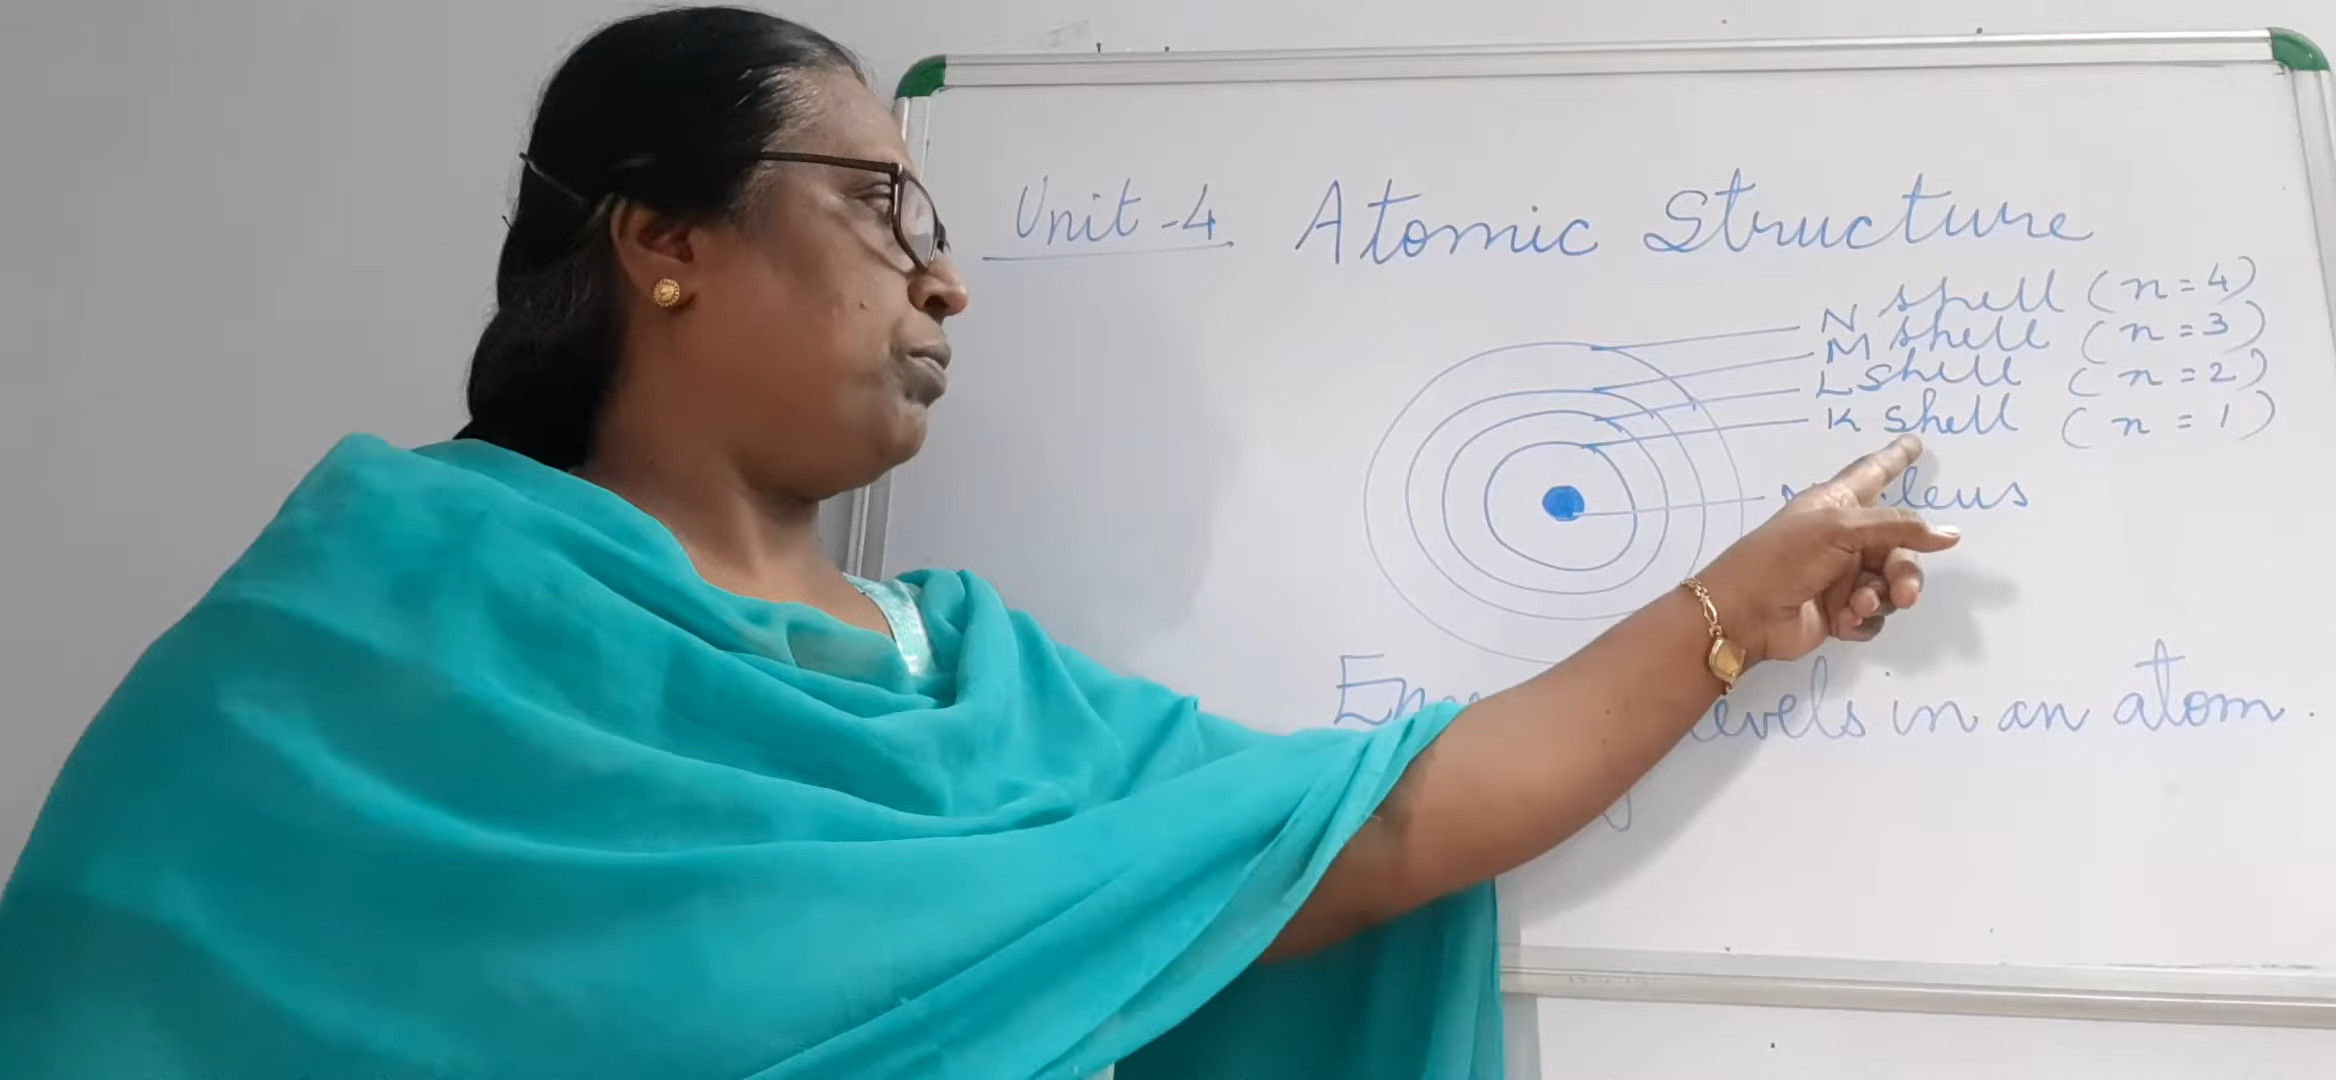 Unit-4 Atomic Structure
N shell (n=4)
M shell (n=3)
L shell (n=2)
K shell (n=1)
levels in an atom.